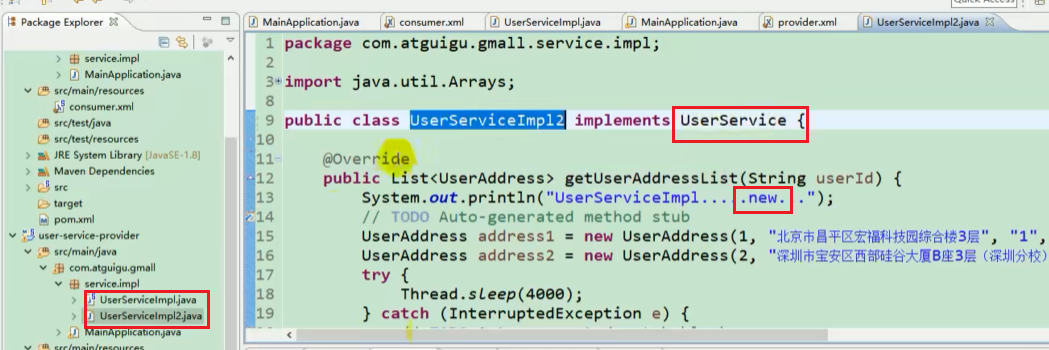 Quick Access
Package Explorer
service.impl
MainApplication.java
src/main/resources
consumer.xml
src/test/java
src/test/resources
JRE System Library [JavaSE-1.8]
Maven Dependencies
src
target
pom.xml
user-service-provider
src/main/java
com.atguigu.gmall
service.impl
UserServiceImpl.java
UserServiceImpl2.java
MainApplication.java
src/main/resources
MainApplication.java consumer.xml UserServiceImpl.java MainApplication.java provider.xml UserServiceImpl2.java
1 package com.atguigu.gmall.service.impl;
2
3 import java.util.Arrays;
8
9 public class UserServiceImpl2 implements UserService {
10
11 @Override
12 public List<UserAddress> getUserAddressList(String userId) {
13 System.out.println("UserServiceImpl.....new...");
14 // TODO Auto-generated method stub
15 UserAddress address1 = new UserAddress(1, "北京市昌平区宏福科技园综合楼3层", "1",
16 UserAddress address2 = new UserAddress(2, "深圳市宝安区西部硅谷大厦B座3层（深圳分校）
17 try {
18 Thread.sleep(4000);
19 } catch (InterruptedException e) {